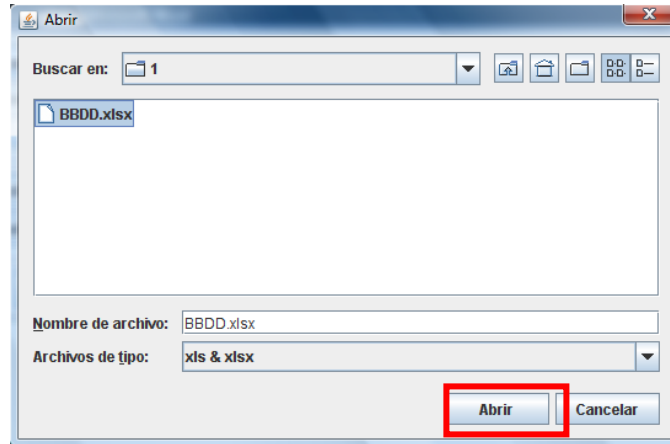 Abrir
Buscar en: 1
BBDD.xlsx
Nombre de archivo: BBDD.xlsx
Archivos de tipo: xls & xlsx
Abrir Cancelar